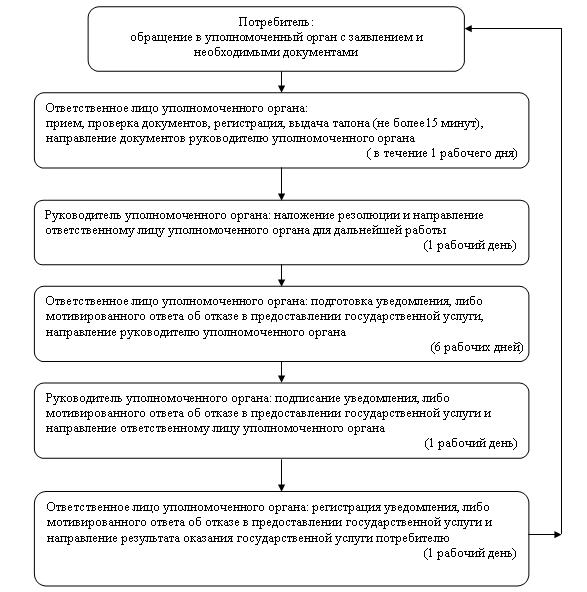 Потребитель:
обращение в уполномоченный орган с заявлением и
необходимыми документами
Ответственное лицо уполномоченного органа:
прием, проверка документов, регистрация, выдача талона (не более15 минут),
направление документов руководителю уполномоченного органа
( в течение 1 рабочего дня)
Руководитель уполномоченного органа: наложение резолюции и направление
ответственному лицу уполномоченного органа для дальнейшей работы
(1 рабочий день)
Ответственное лицо уполномоченного органа: подготовка уведомления, либо
мотивированного ответа об отказе в предоставлении государственной услуги,
направление руководителю уполномоченного органа
(6 рабочих дней)
Руководитель уполномоченного органа: подписание уведомления, либо
мотивированного ответа об отказе в предоставлении государственной услуги и
направление ответственному лицу уполномоченного органа
(1 рабочий день)
Ответственное лицо уполномоченного органа: регистрация уведомления, либо
мотивированного ответа об отказе в предоставлении государственной услуги и
направление результата оказания государственной услуги потребителю
(1 рабочий день)